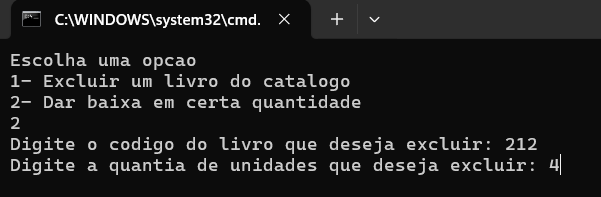 C:\WINDOWS\system32\cmd.
Escolha uma opcao
1- Excluir um livro do catalogo
2- Dar baixa em certa quantidade
2
Digite o codigo do livro que deseja excluir: 212
Digite a quantia de unidades que deseja excluir: 4